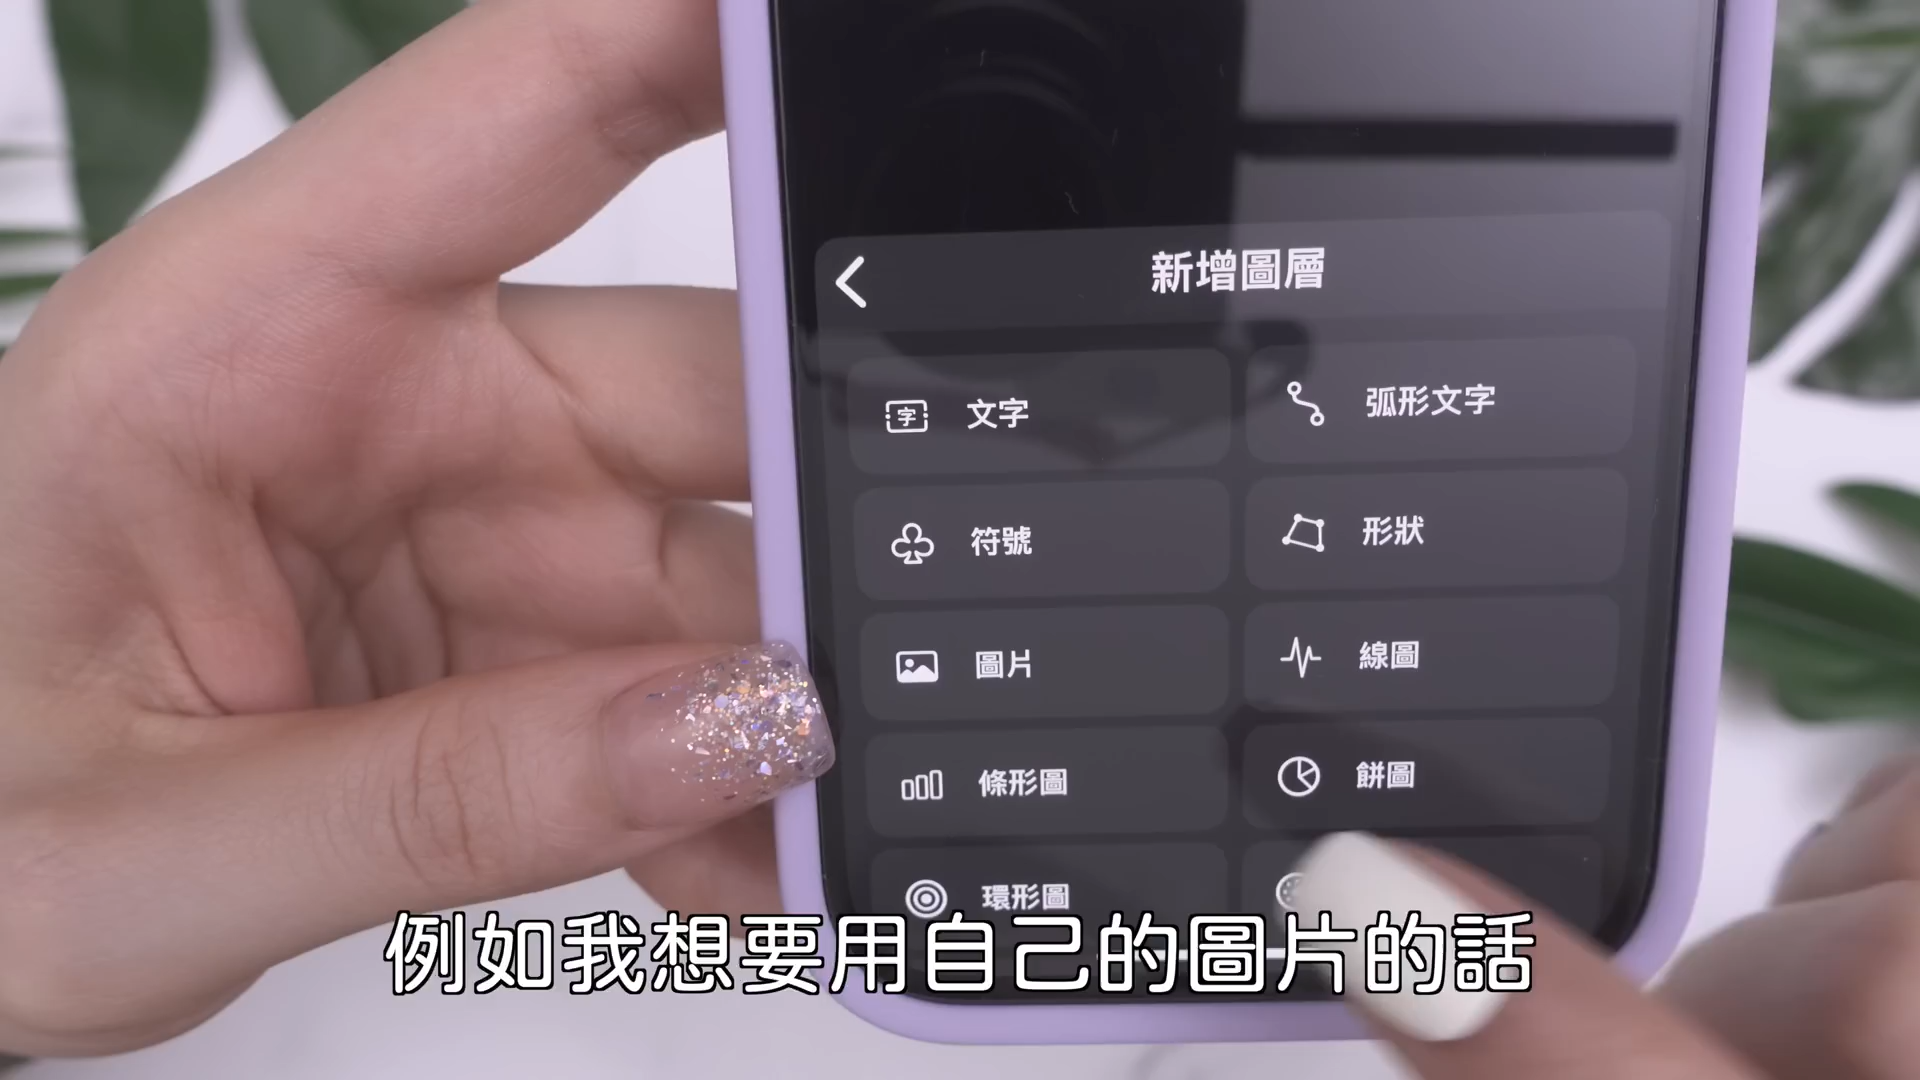 新增圖層
文字
弧形文字
符號
形狀
圖片
線圖
條形圖
餅圖
環形圖
例如我想要用自己的圖片的話